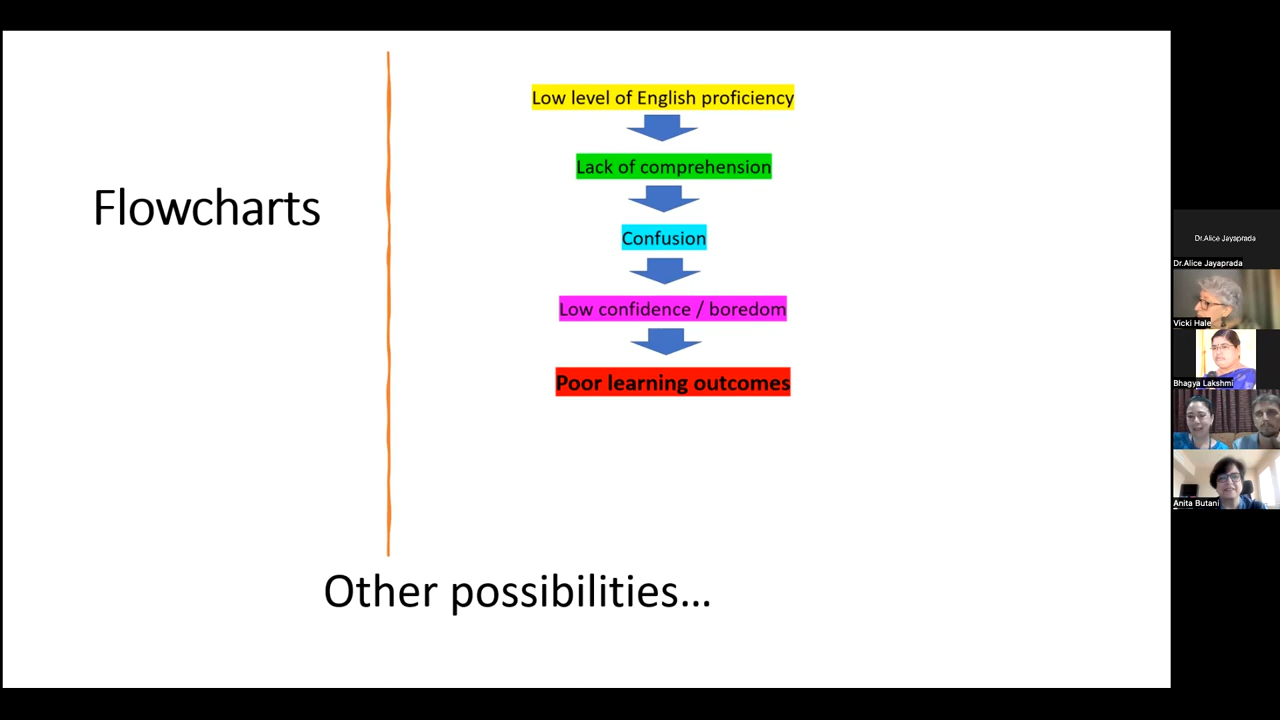 Flowcharts
Low level of English proficiency
Lack of comprehension
Confusion
Low confidence / boredom
Poor learning outcomes
Other possibilities…
Dr.Alice Jayaprada
Dr.Alice Jayaprada
Vicki Hale
Bhagya Lakshmi
Anita Butani